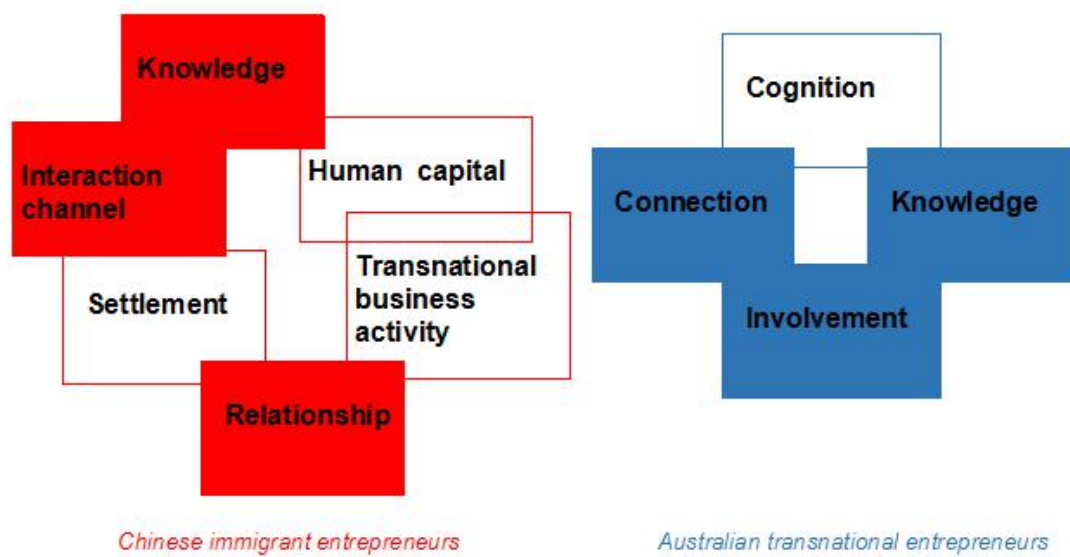 Knowledge
Interaction
channel
Human capital
Settlement
Transnational
business
activity
Relationship
Chinese immigrant entrepreneurs
Cognition
Connection
Knowledge
Involvement
Australian transnational entrepreneurs